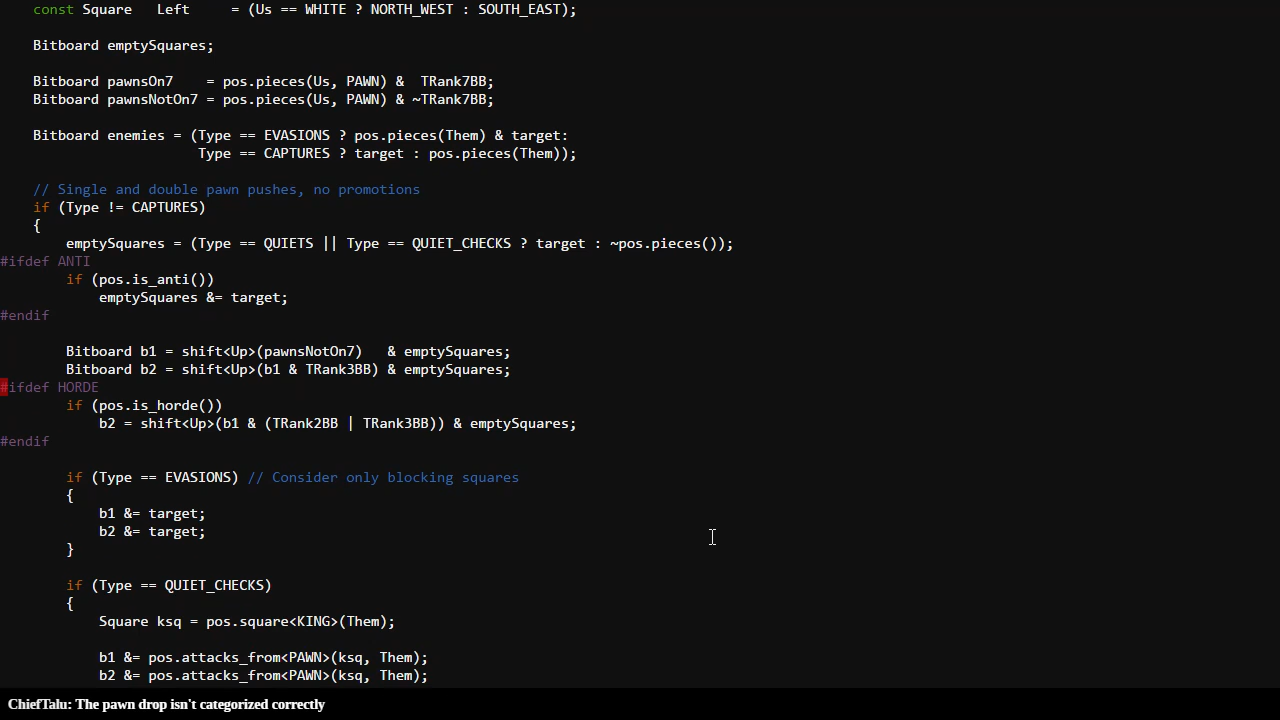 const Square   Left     = (Us == WHITE ? NORTH_WEST : SOUTH_EAST);
Bitboard emptySquares;
Bitboard pawnsOn7    = pos.pieces(Us, PAWN) &  TRank7BB;
Bitboard pawnsNotOn7 = pos.pieces(Us, PAWN) & ~TRank7BB;
Bitboard enemies = (Type == EVASIONS ? pos.pieces(Them) & target:
Type == CAPTURES ? target : pos.pieces(Them));
// Single and double pawn pushes, no promotions
if (Type != CAPTURES)
{
emptySquares = (Type == QUIETS || Type == QUIET_CHECKS ? target : ~pos.pieces());
#ifdef ANTI
if (pos.is_anti())
emptySquares &= target;
#endif
Bitboard b1 = shift<Up>(pawnsNotOn7)   & emptySquares;
Bitboard b2 = shift<Up>(b1 & TRank3BB) & emptySquares;
#ifdef HORDE
if (pos.is_horde())
b2 = shift<Up>(b1 & (TRank2BB | TRank3BB)) & emptySquares;
#endif
if (Type == EVASIONS) // Consider only blocking squares
{
b1 &= target;
b2 &= target;
}
if (Type == QUIET_CHECKS)
{
Square ksq = pos.square<KING>(Them);
b1 &= pos.attacks_from<PAWN>(ksq, Them);
b2 &= pos.attacks_from<PAWN>(ksq, Them);
ChiefTalu: The pawn drop isn't categorized correctly